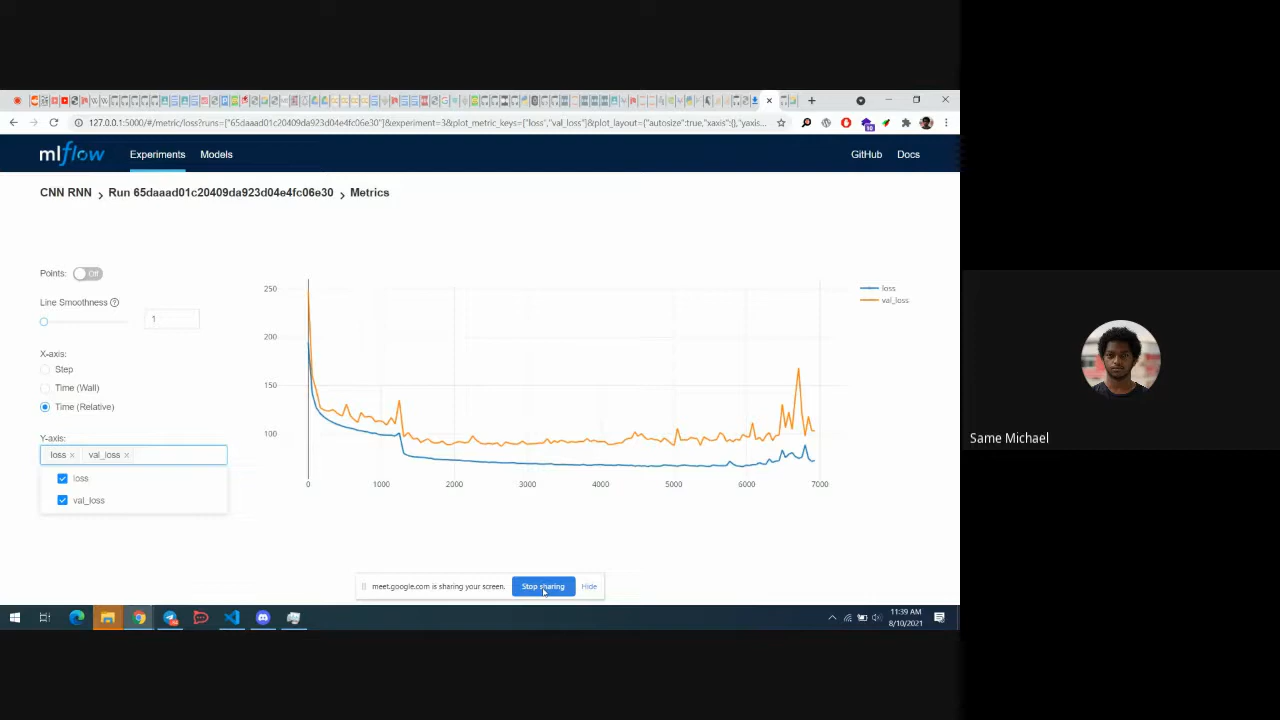 127.0.0.1:5000/#/metric/loss?runs=["65daaad01c20409da923d04e4fc06e30"]&experiment=3&plot_metric_keys=["loss","val_loss"]&plot_layout={"autosize":true,"xaxis":{},"yaxis...
mlflow Experiments Models GitHub Docs
CNN RNN > Run 65daaad01c20409da923d04e4fc06e30 > Metrics
Points: Off
Line Smoothness ?
1
X-axis:
Step
Time (Wall)
Time (Relative)
Y-axis:
loss × val_loss ×
loss
val_loss
250
200
150
100
0 1000 2000 3000 4000 5000 6000 7000
loss
val_loss
meet.google.com is sharing your screen. Stop sharing Hide
11:39 AM
8/10/2021
Same Michael